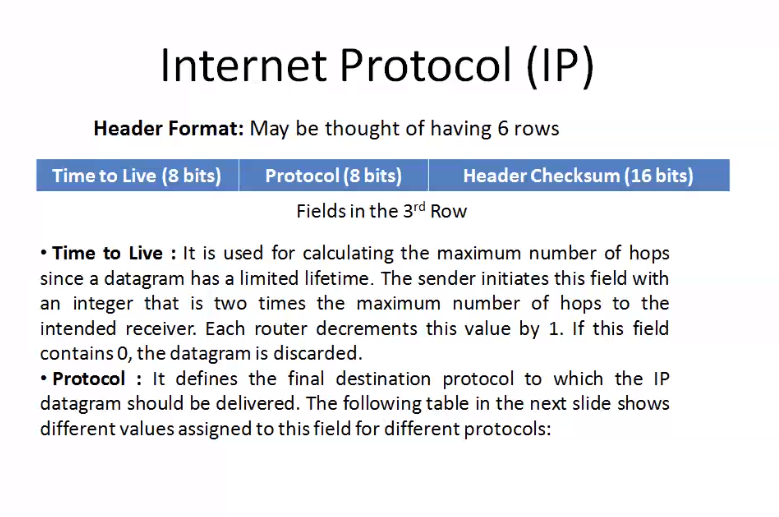 Internet Protocol (IP)
Header Format: May be thought of having 6 rows
Time to Live (8 bits) Protocol (8 bits) Header Checksum (16 bits)
Fields in the 3rd Row
• Time to Live : It is used for calculating the maximum number of hops
since a datagram has a limited lifetime. The sender initiates this field with
an integer that is two times the maximum number of hops to the
intended receiver. Each router decrements this value by 1. If this field
contains 0, the datagram is discarded.
• Protocol : It defines the final destination protocol to which the IP
datagram should be delivered. The following table in the next slide shows
different values assigned to this field for different protocols: